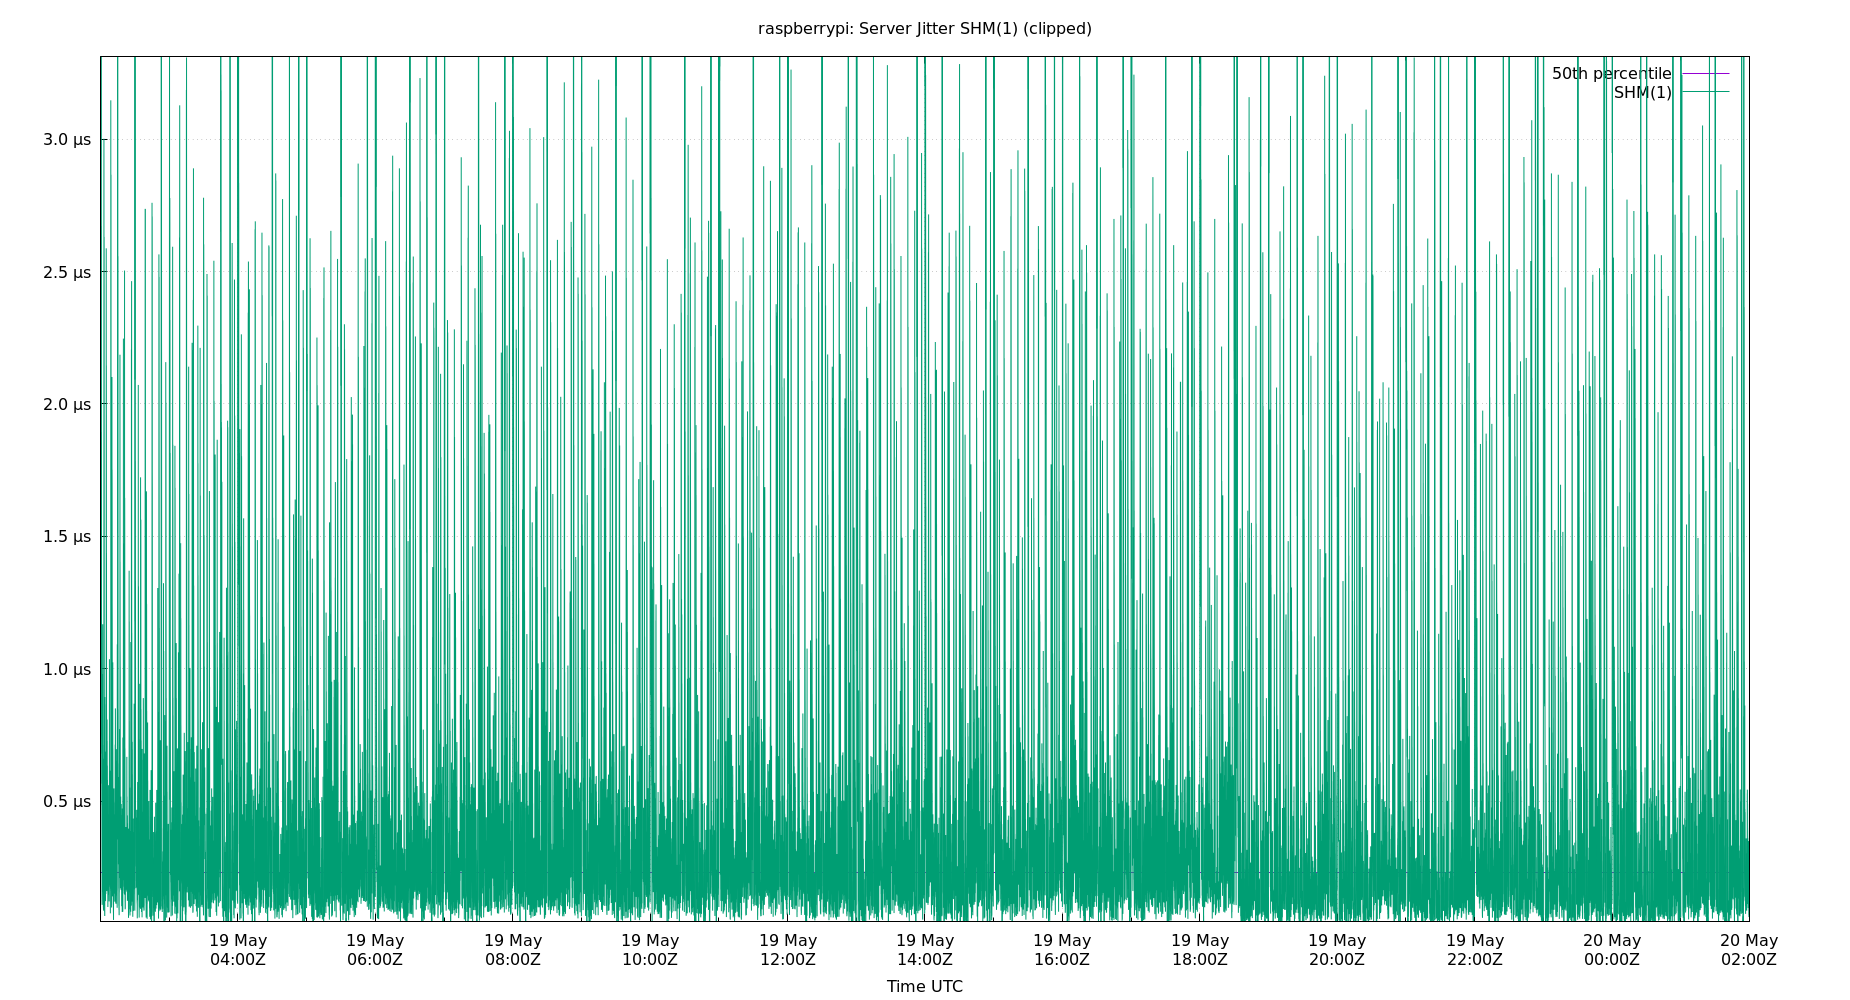 raspberrypi: Server Jitter SHM(1) (clipped)
50th percentile
SHM(1)
3.0 μs
2.5 μs
2.0 μs
1.5 μs
1.0 μs
0.5 μs
19 May 19 May 19 May 19 May 19 May 19 May 19 May 19 May 19 May 19 May 20 May 20 May
04:00Z 06:00Z 08:00Z 10:00Z 12:00Z 14:00Z 16:00Z 18:00Z 20:00Z 22:00Z 00:00Z 02:00Z
Time UTC